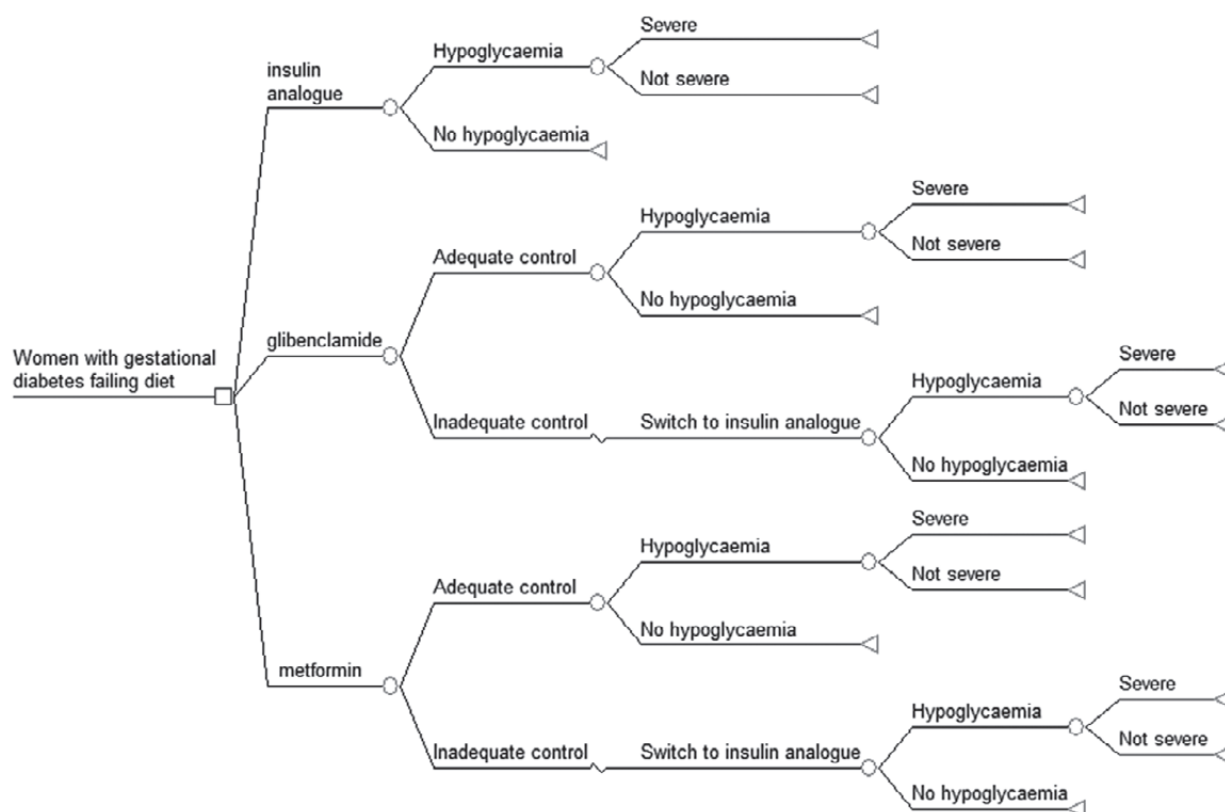 Severe
Hypoglycaemia
Not severe
insulin
analogue
No hypoglycaemia
Severe
Hypoglycaemia
Not severe
Adequate control
No hypoglycaemia
glibenclamide
Women with gestational
diabetes failing diet
Severe
Hypoglycaemia
Not severe
Inadequate control
Switch to insulin analogue
No hypoglycaemia
Severe
Hypoglycaemia
Not severe
Adequate control
No hypoglycaemia
metformin
Severe
Hypoglycaemia
Not severe
Inadequate control
Switch to insulin analogue
No hypoglycaemia